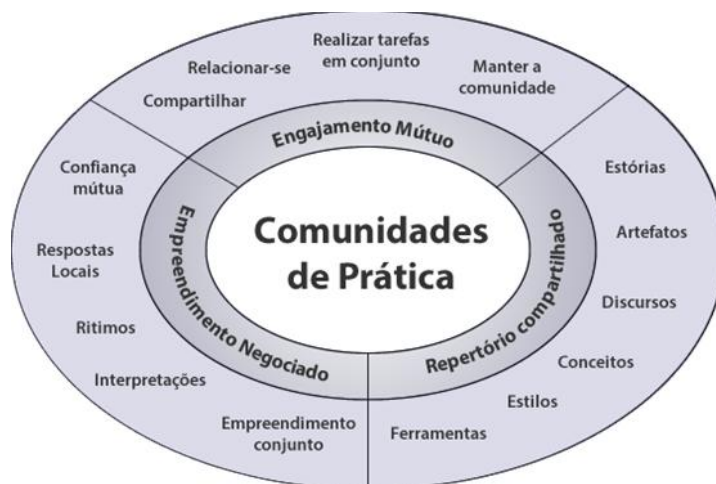 Comunidades
de Prática
Engajamento Mútuo
Compartilhar
Relacionar-se
Realizar tarefas
em conjunto
Manter a
comunidade
Repertório compartilhado
Estórias
Artefatos
Discursos
Conceitos
Estilos
Ferramentas
Empreendimento Negociado
Confiança
mútua
Respostas
Locais
Ritimos
Interpretações
Empreendimento
conjunto